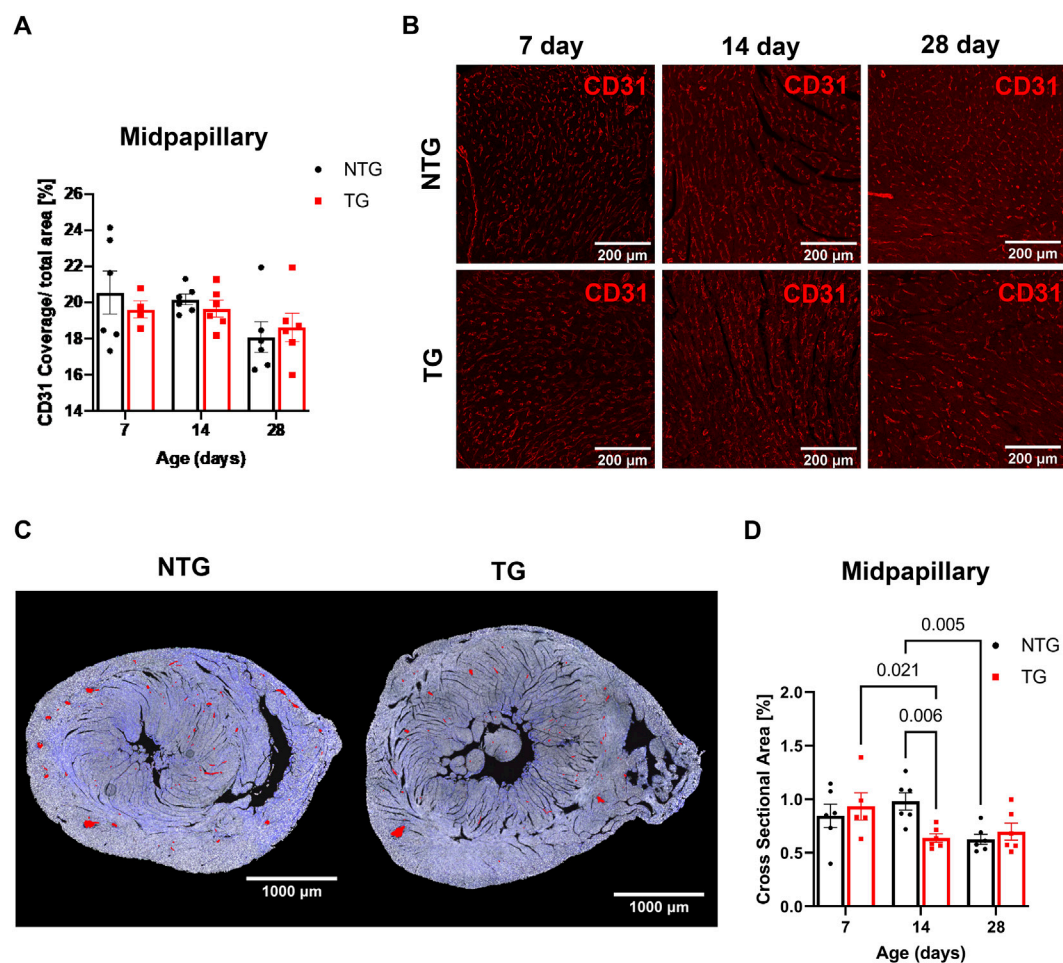 A
Midpapillary
NTG
TG
CD31 Coverage/ total area [%]
26
24
22
20
18
16
14
7 14 28
Age (days)
B
7 day 14 day 28 day
NTG
CD31 CD31 CD31
200 µm 200 µm 200 µm
TG
CD31 CD31 CD31
200 µm 200 µm 200 µm
C
NTG TG
1000 µm
1000 µm
D
Midpapillary
NTG
TG
0.005
0.021
0.006
Cross Sectional Area [%]
2.0
1.5
1.0
0.5
0.0
7 14 28
Age (days)